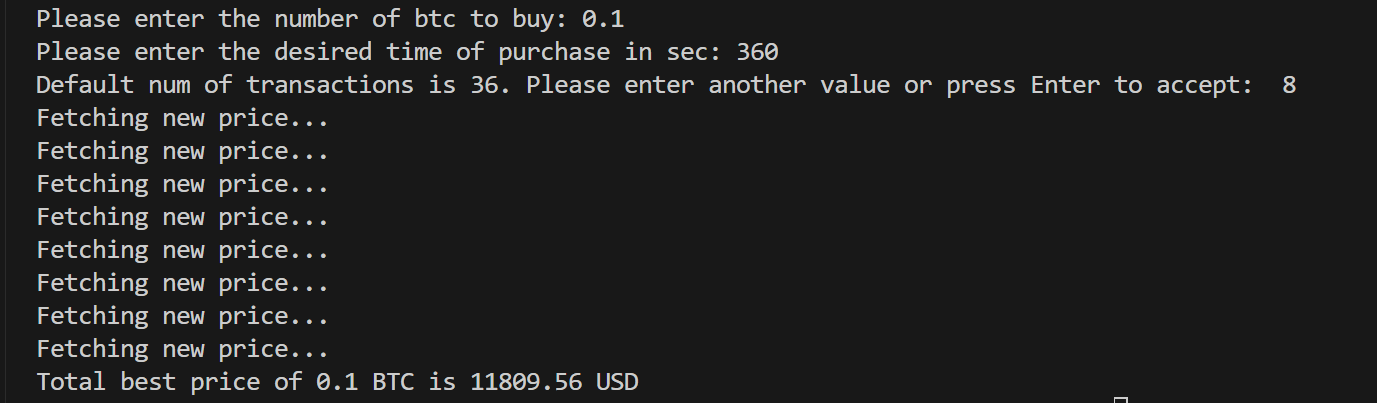 Please enter the number of btc to buy: 0.1
Please enter the desired time of purchase in sec: 360
Default num of transactions is 36. Please enter another value or press Enter to accept:  8
Fetching new price...
Fetching new price...
Fetching new price...
Fetching new price...
Fetching new price...
Fetching new price...
Fetching new price...
Fetching new price...
Total best price of 0.1 BTC is 11809.56 USD